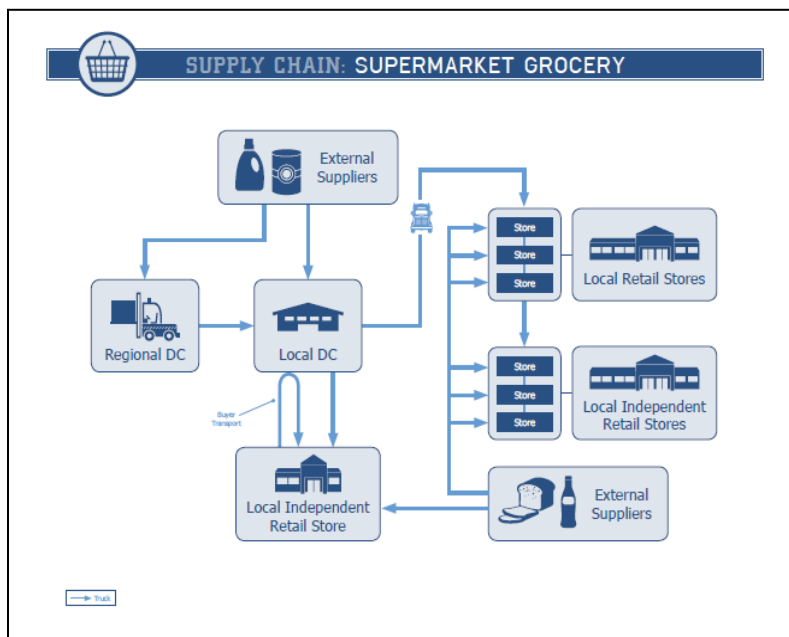 SUPPLY CHAIN: SUPERMARKET GROCERY
External
Suppliers
Store
Store
Store
Local Retail Stores
Regional DC
Local DC
Store
Store
Store
Local Independent
Retail Stores
Buyer
Transport
Local Independent
Retail Store
External
Suppliers
Truck